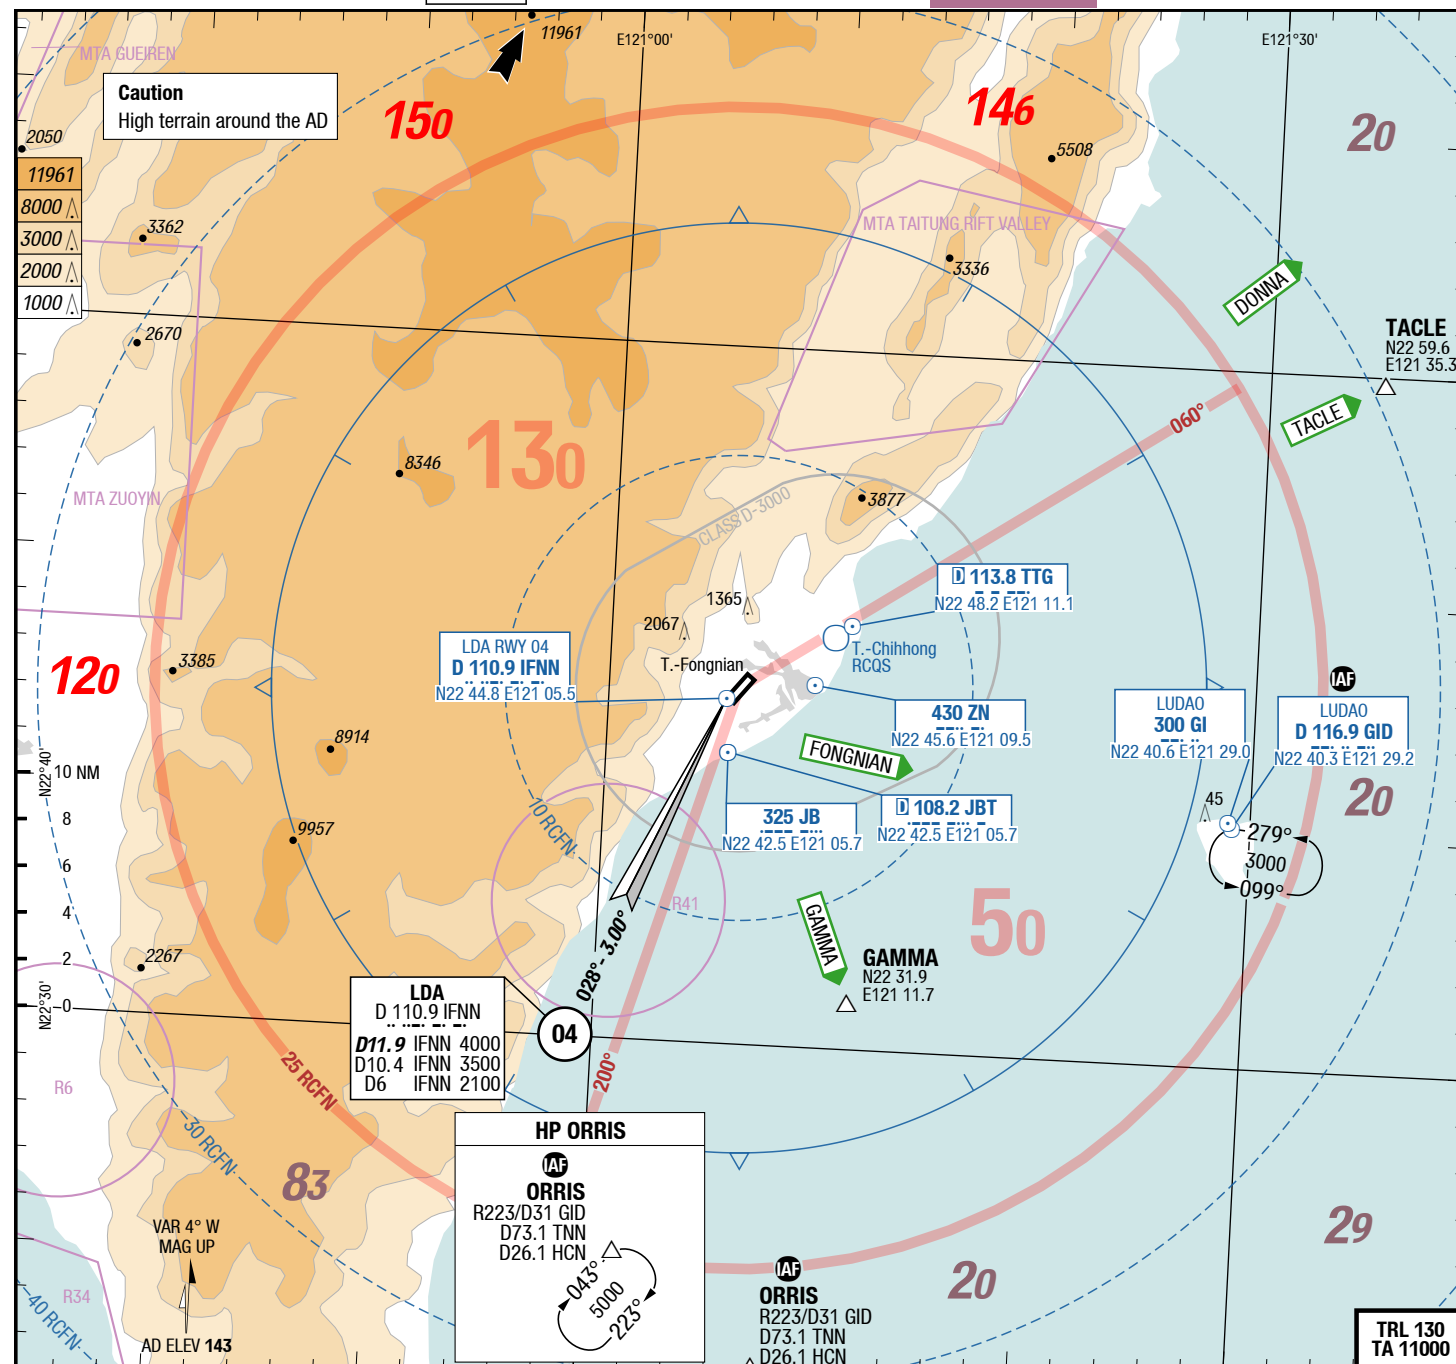 11961
E121°00'
E121°30'
MTA GUEIREN
Caution
High terrain around the AD
150
146
20
2050
5508
11961
8000
3000
2000
1000
3362
MTA TAITUNG RIFT VALLEY
3336
DONNA
2670
TACLE
N22 59.6
E121 35.3
TACLE
060°
130
8346
MTA ZUOYIN
CLASS D-3000
3877
D 113.8 TTG
N22 48.2 E121 11.1
1365
2067
LDA RWY 04
D 110.9 IFNN
N22 44.8 E121 05.5
T.-Fongnian
T.-Chihhong
RCQS
120
3385
IAF
430 ZN
N22 45.6 E121 09.5
LUDAO
300 GI
N22 40.6 E121 29.0
LUDAO
D 116.9 GID
N22 40.3 E121 29.2
8914
FONGNIAN
N22°40'
10 NM
8
6
4
2
0
10 RCFN
325 JB
N22 42.5 E121 05.7
D 108.2 JBT
N22 42.5 E121 05.7
20
45
279°
3000
099°
9957
R41
GAMMA
50
028° - 3.00°
GAMMA
N22 31.9
E121 11.7
2267
N22°30'
LDA
D 110.9 IFNN
D11.9 IFNN 4000
D10.4 IFNN 3500
D6 IFNN 2100
04
200°
25 RCFN
R6
30 RCFN
HP ORRIS
IAF
ORRIS
R223/D31 GID
D73.1 TNN
D26.1 HCN
043°
5000
223°
83
VAR 4° W
MAG UP
29
20
IAF
ORRIS
R223/D31 GID
D73.1 TNN
D26.1 HCN
R34
40 RCFN
AD ELEV 143
TRL 130
TA 11000